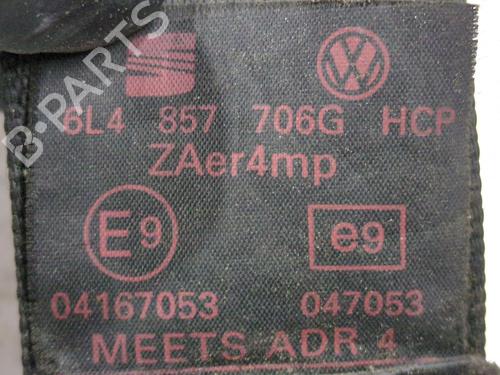 B-PARTS
6L4 857 706G HCP
ZAer4mp
E9 e9
04167053 047053
MEETS ADR 4